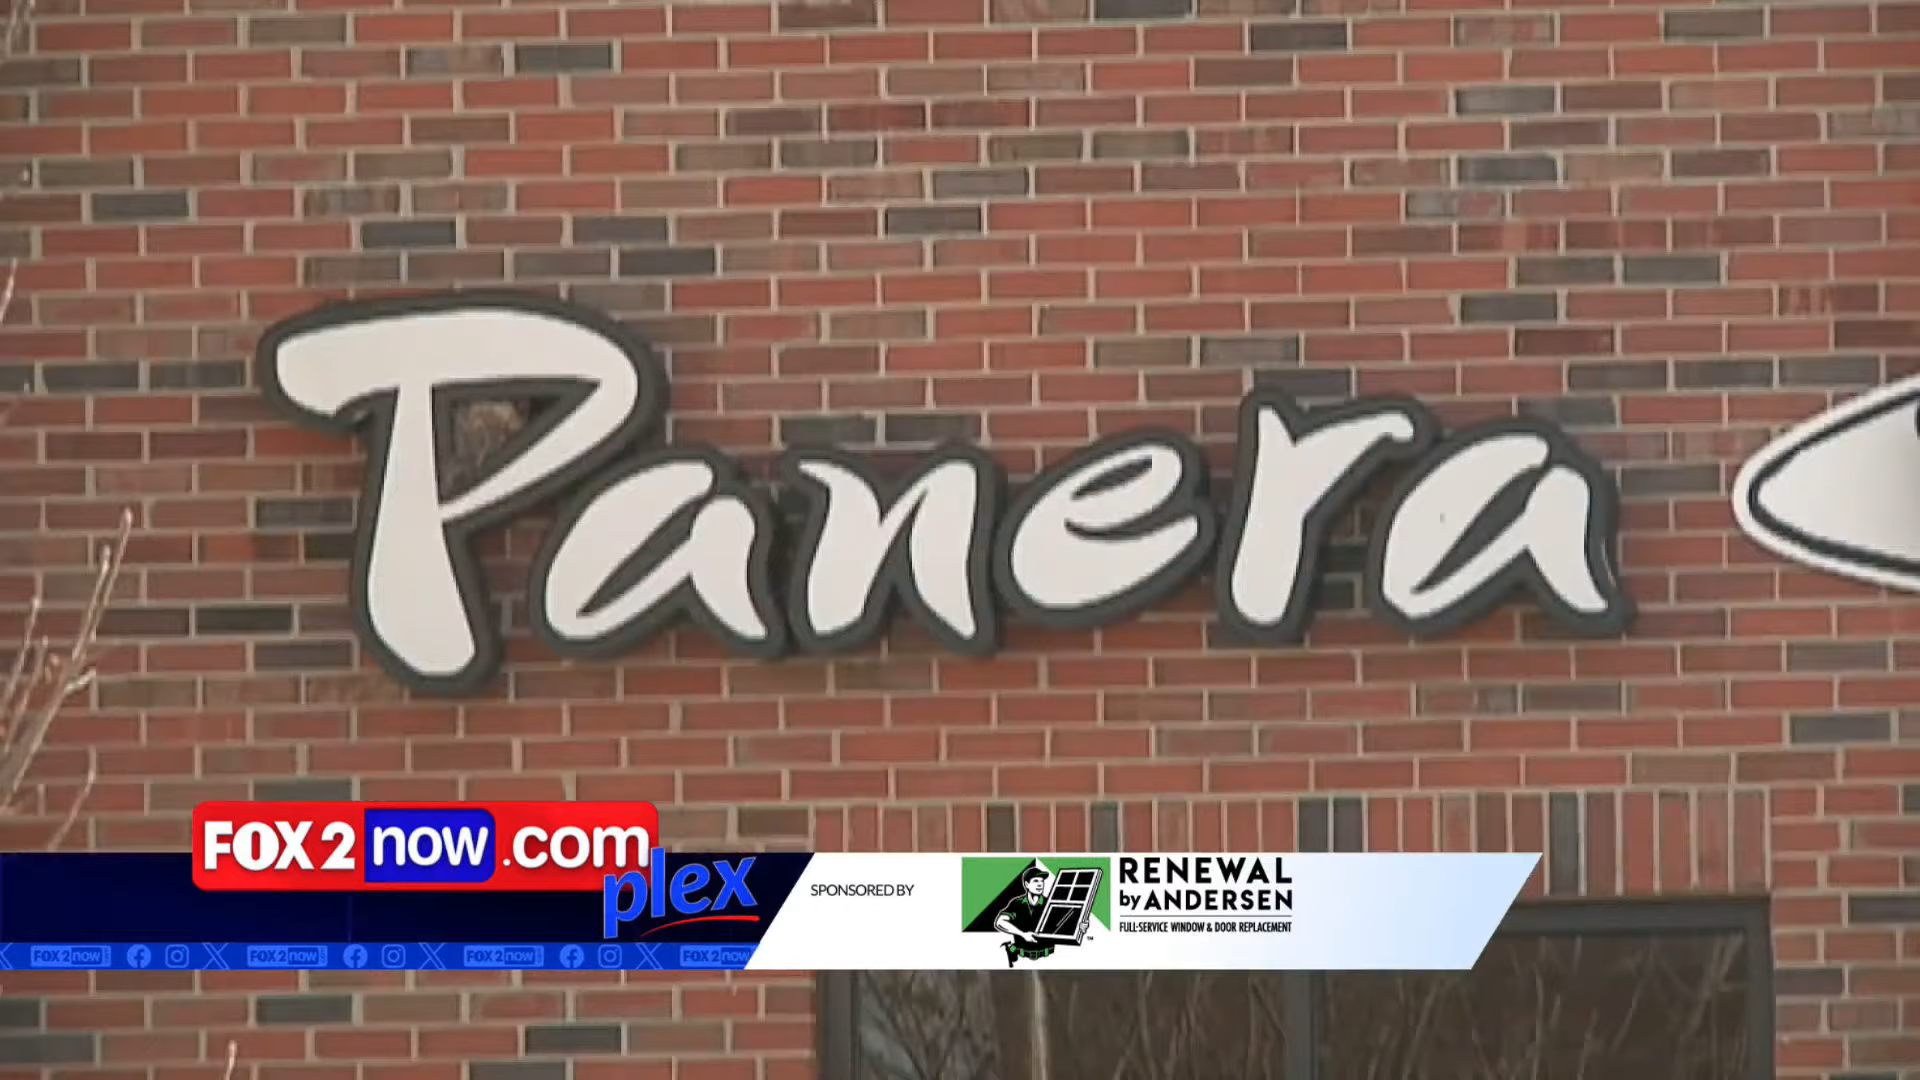 Panera
FOX 2 now .com
plex
SPONSORED BY
RENEWAL
by ANDERSEN
FULL-SERVICE WINDOW & DOOR REPLACEMENT
FOX 2 now FOX 2 now FOX 2 now FOX 2 now